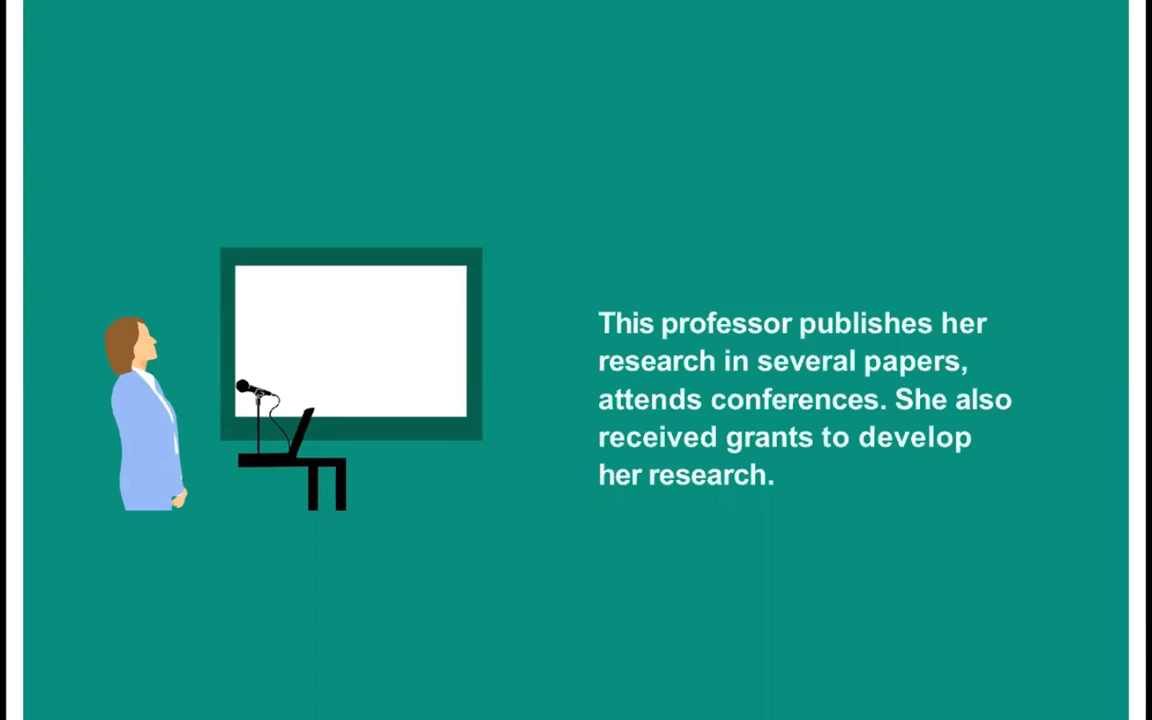 This professor publishes her
research in several papers,
attends conferences. She also
received grants to develop
her research.